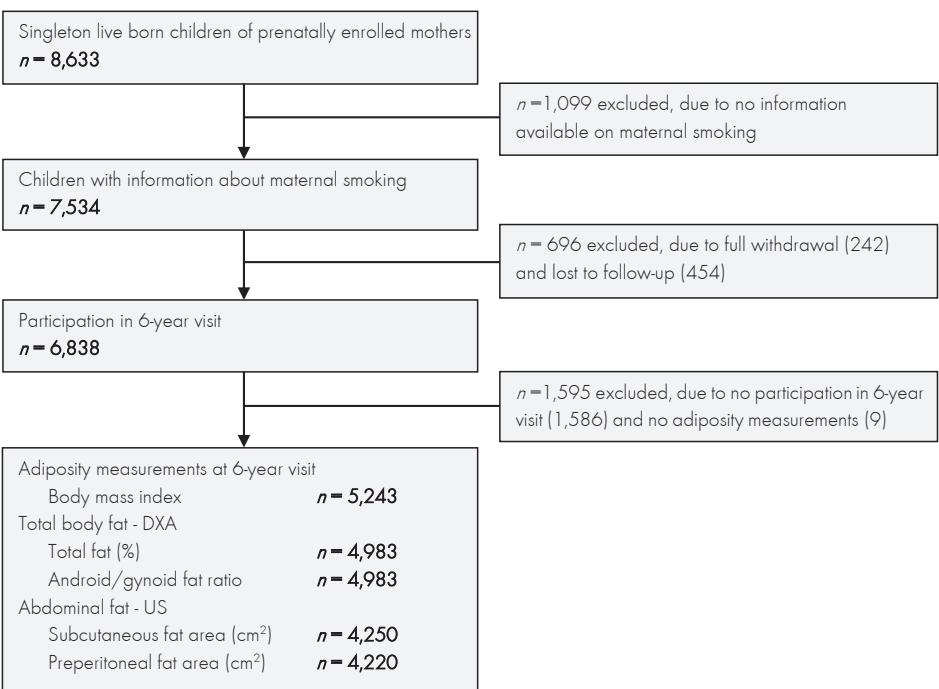 Singleton live born children of prenatally enrolled mothers
n = 8,633
n =1,099 excluded, due to no information
available on maternal smoking
Children with information about maternal smoking
n = 7,534
n = 696 excluded, due to full withdrawal (242)
and lost to follow-up (454)
Participation in 6-year visit
n = 6,838
n =1,595 excluded, due to no participation in 6-year
visit (1,586) and no adiposity measurements (9)
Adiposity measurements at 6-year visit
Body mass index n = 5,243
Total body fat - DXA
Total fat (%) n = 4,983
Android/gynoid fat ratio n = 4,983
Abdominal fat - US
Subcutaneous fat area (cm²) n = 4,250
Preperitoneal fat area (cm²) n = 4,220